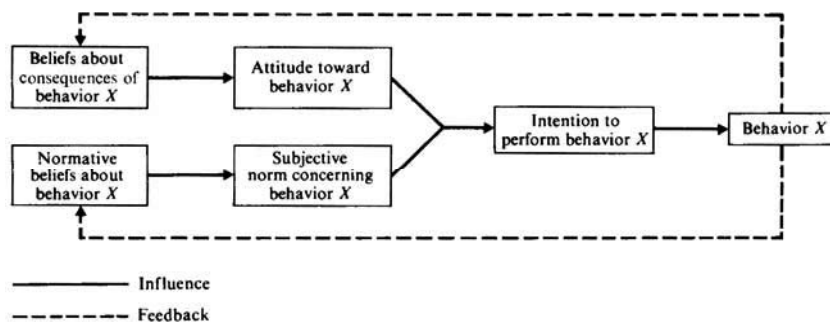 Beliefs about
consequences of
behavior X
Attitude toward
behavior X
Intention to
perform behavior X
Behavior X
Normative
beliefs about
behavior X
Subjective
norm concerning
behavior X
Influence
Feedback